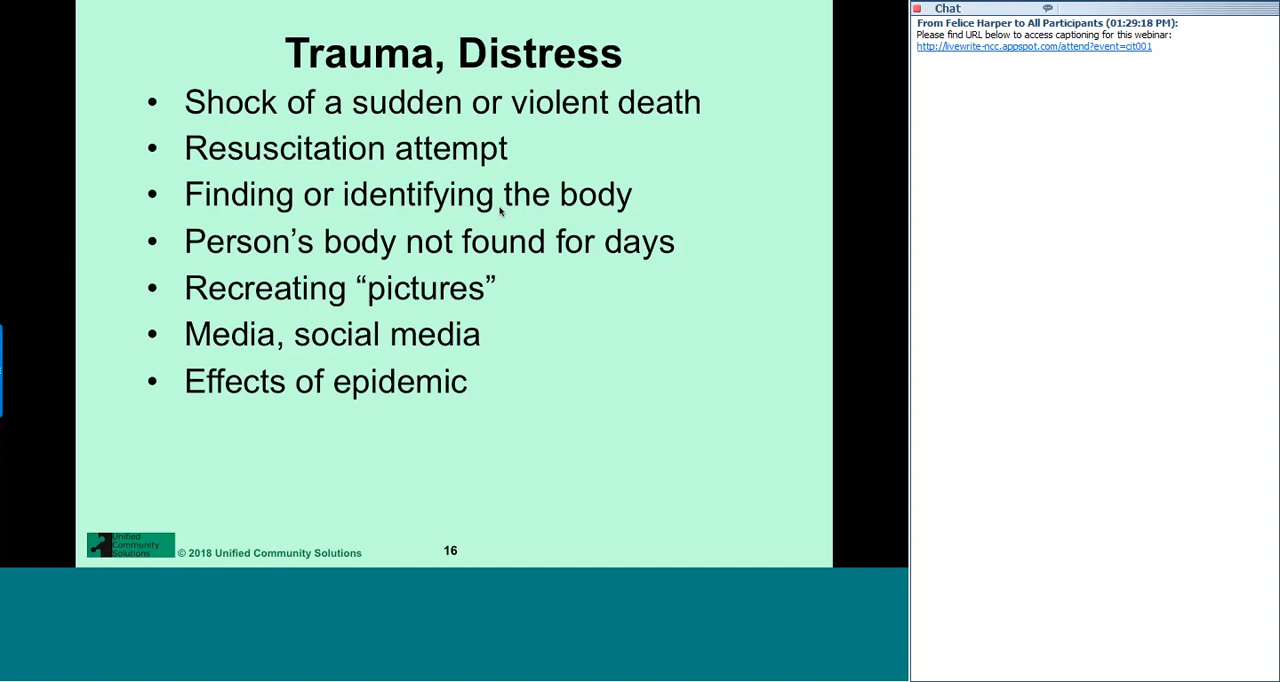 Trauma, Distress
• Shock of a sudden or violent death
• Resuscitation attempt
• Finding or identifying the body
• Person’s body not found for days
• Recreating “pictures”
• Media, social media
• Effects of epidemic
Unified
Community
Solutions
© 2018 Unified Community Solutions
16
Chat
From Felice Harper to All Participants (01:29:18 PM):
Please find URL below to access captioning for this webinar:
http://livewrite-ncc.appspot.com/attend?event=cit001